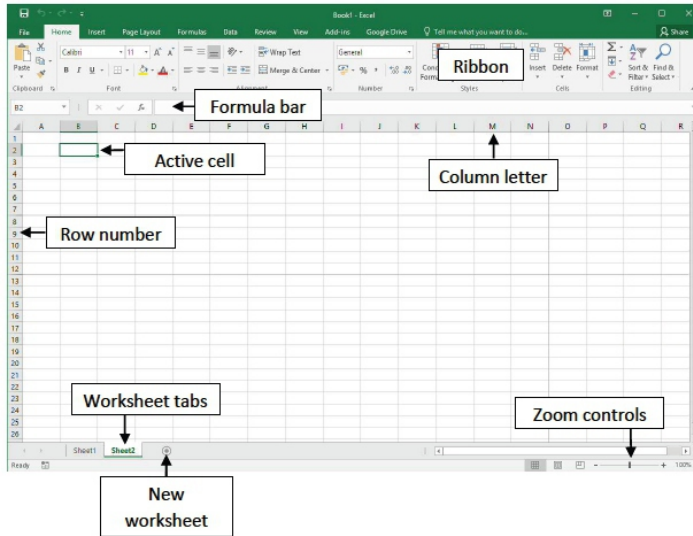 Book1 - Excel
File Home Insert Page Layout Formulas Data Review View Add-ins Google Drive Tell me what you want to do... Share
Calibri 11 Wrap Text General Ribbon
Paste B I U Merge & Center % Insert Delete Format Sort & Find &
Filter Select
Clipboard Font Number Styles Cells Editing
B2 fx Formula bar
A B C D E F G H I J K L M N O P Q R
1
2
3 Active cell
4 Column letter
5
6
7
8
9 Row number
10
11
12
13
14
15
16
17
18
19
20
21
22
23 Worksheet tabs
24 Zoom controls
25
26
Sheet1 Sheet2
Ready 100%
New
worksheet